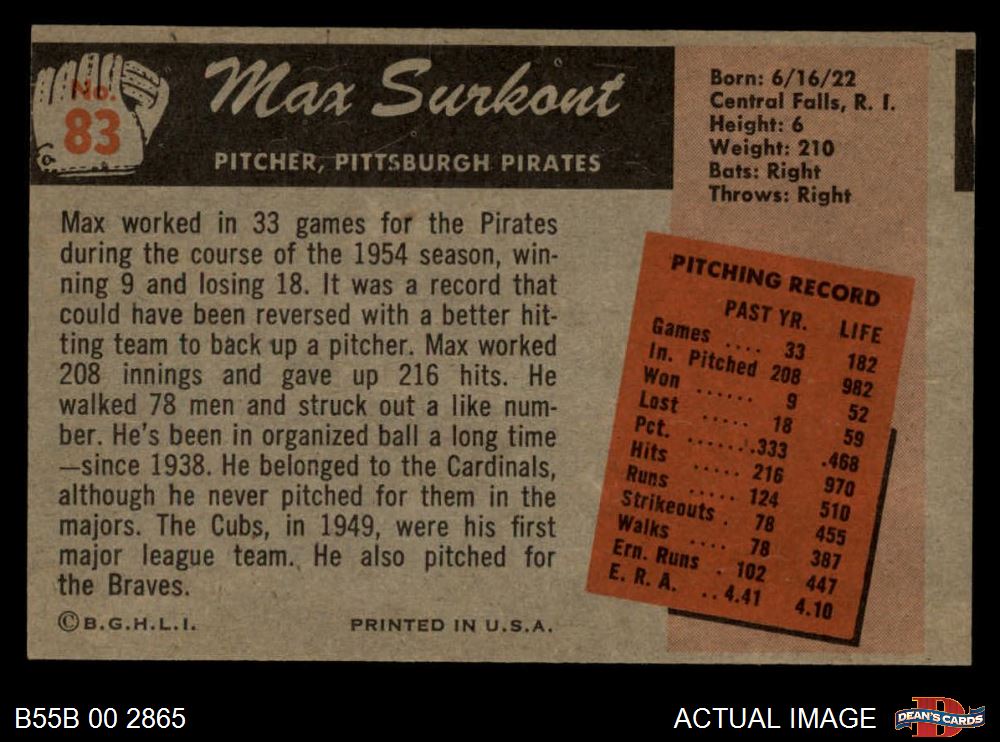 No.
83
Max Surkont
PITCHER, PITTSBURGH PIRATES
Born: 6/16/22
Central Falls, R. I.
Height: 6
Weight: 210
Bats: Right
Throws: Right
Max worked in 33 games for the Pirates
during the course of the 1954 season, win-
ning 9 and losing 18. It was a record that
could have been reversed with a better hit-
ting team to back up a pitcher. Max worked
208 innings and gave up 216 hits. He
walked 78 men and struck out a like num-
ber. He's been in organized ball a long time
—since 1938. He belonged to the Cardinals,
although he never pitched for them in the
majors. The Cubs, in 1949, were his first
major league team. He also pitched for
the Braves.
©B.G.H.L.I.
PRINTED IN U.S.A.
PITCHING RECORD
PAST YR. LIFE
Games .... 33 182
In. Pitched 208 982
Won ...... 9 52
Lost ..... 18 59
Pct. .......333 .468
Hits ..... 216 970
Runs ..... 124 510
Strikeouts . 78 455
Walks .... 78 387
Ern. Runs . 102 447
E. R. A. ..4.41 4.10
B55B 00 2865
ACTUAL IMAGE
D
DEAN'S CARDS